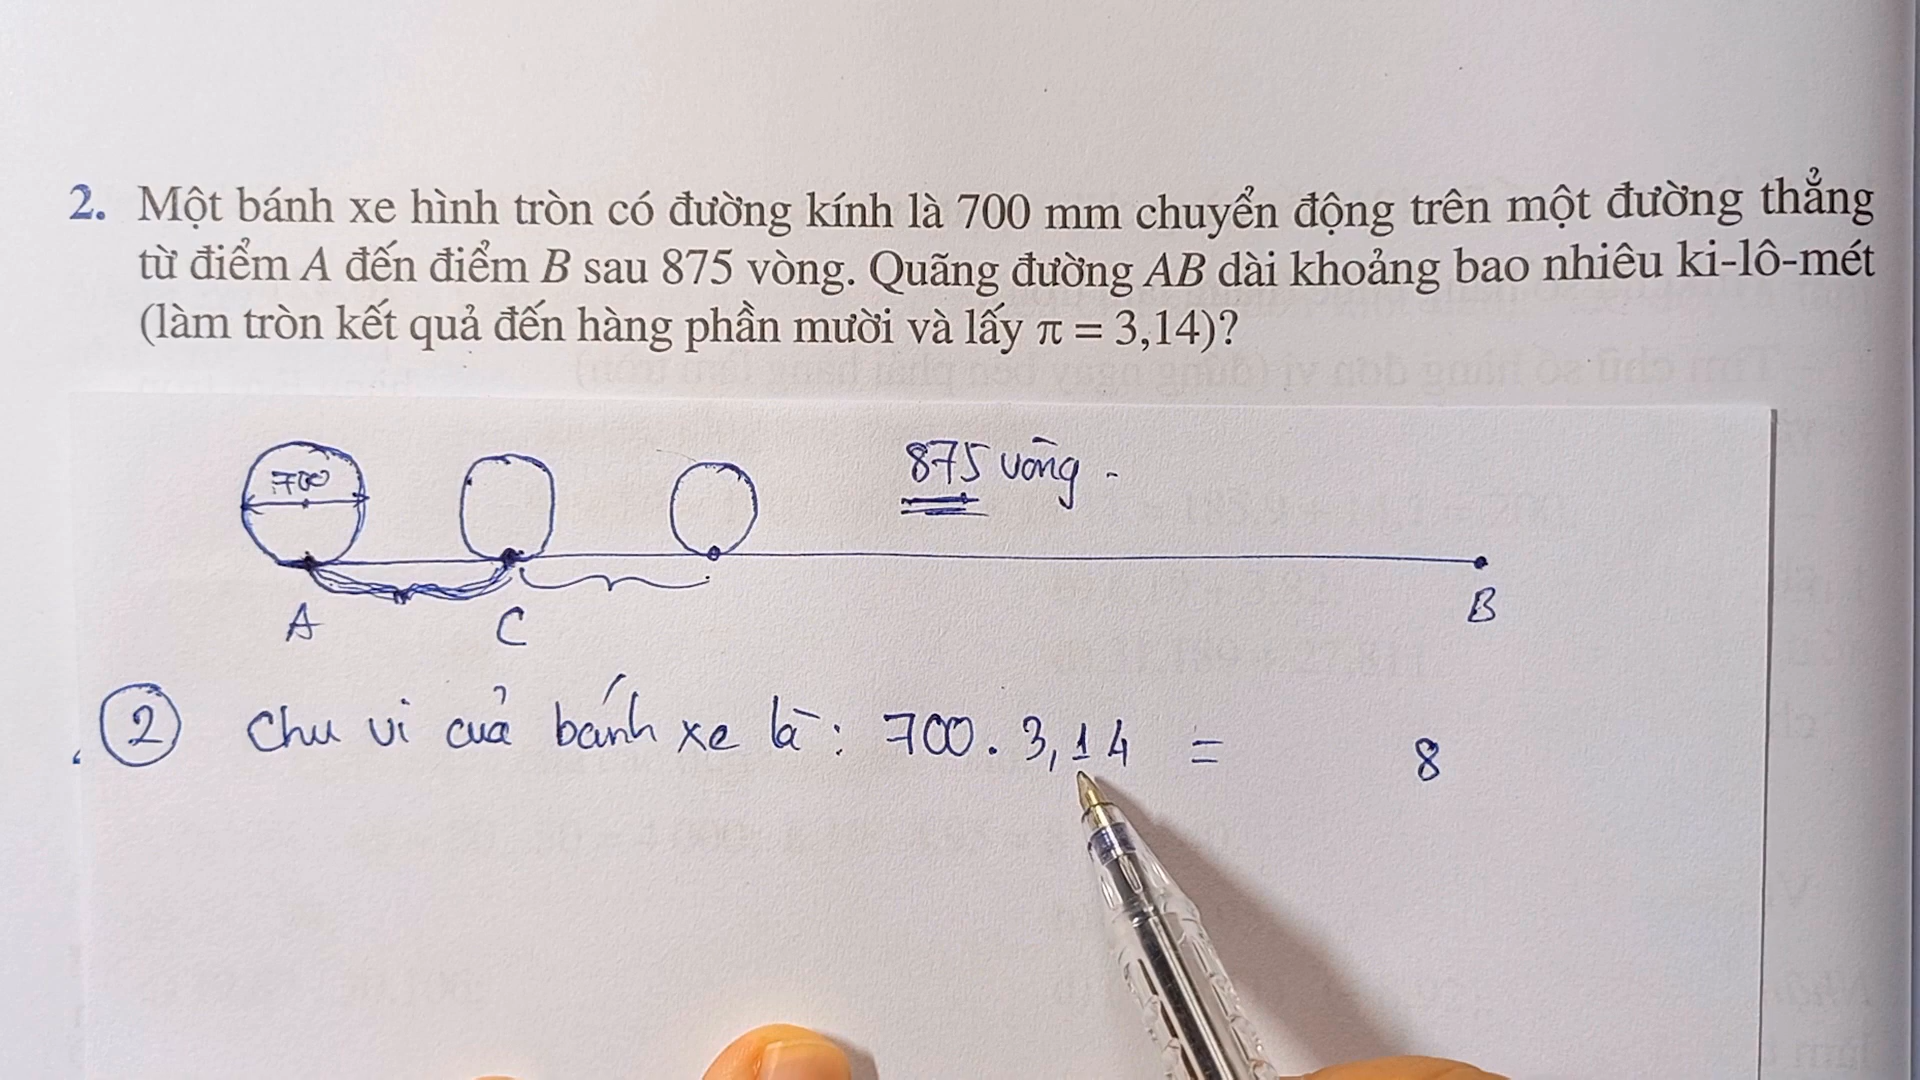 2. Một bánh xe hình tròn có đường kính là 700 mm chuyển động trên một đường thẳng
từ điểm A đến điểm B sau 875 vòng. Quãng đường AB dài khoảng bao nhiêu ki-lô-mét
(làm tròn kết quả đến hàng phần mười và lấy π = 3,14)?
700
875 vòng.
A C B
2 Chu vi của bánh xe là: 700 . 3,14 = 8